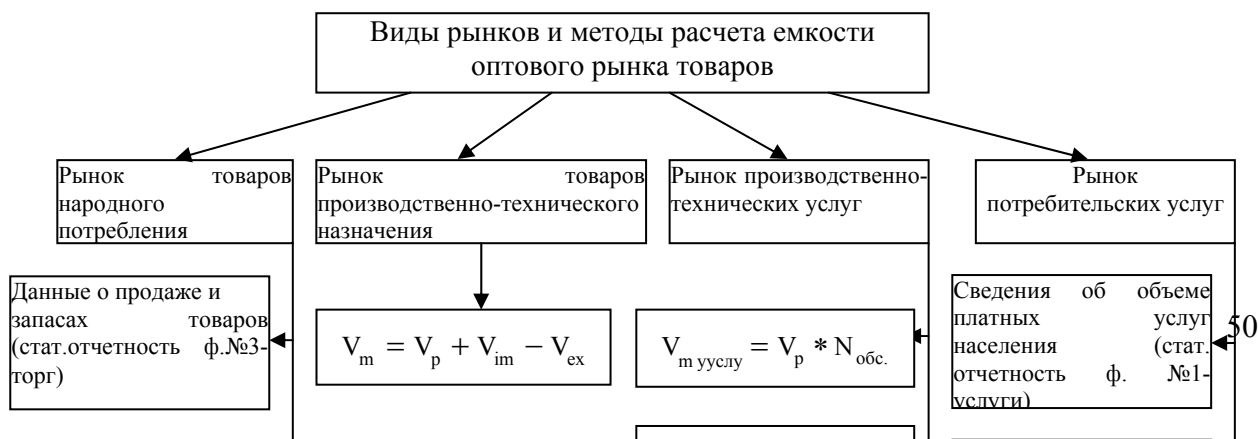 Виды рынков и методы расчета емкости
оптового рынка товаров
Рынок товаров
народного
потребления
Рынок товаров
производственно-технического
назначения
Рынок производственно-
технических услуг
Рынок
потребительских услуг
Данные о продаже и
запасах товаров
(стат.отчетность ф.№3-
торг)
V_m = V_p + V_im − V_ex
V_m ууслу = V_p * N_обс.
Сведения об объеме
платных услуг
населения (стат.
отчетность ф. №1-
услуги)
50